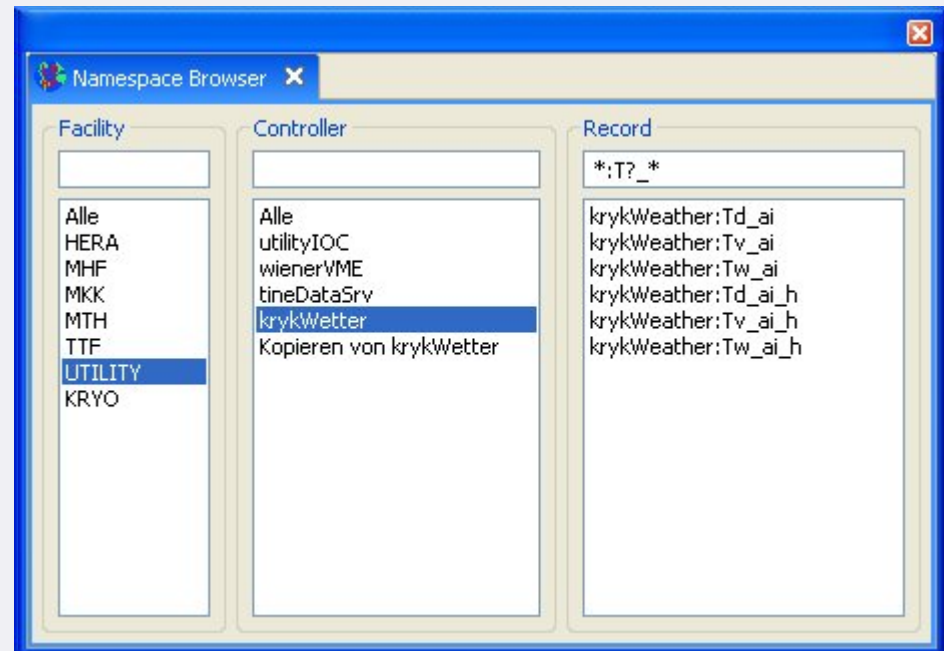 Namespace Browser
Facility
Controller
Record
*:T?_*
Alle
HERA
MHF
MKK
MTH
TTF
UTILITY
KRYO
Alle
utilityIOC
wienerVME
tineDataSrv
krykWetter
Kopieren von krykWetter
krykWeather:Td_ai
krykWeather:Tv_ai
krykWeather:Tw_ai
krykWeather:Td_ai_h
krykWeather:Tv_ai_h
krykWeather:Tw_ai_h